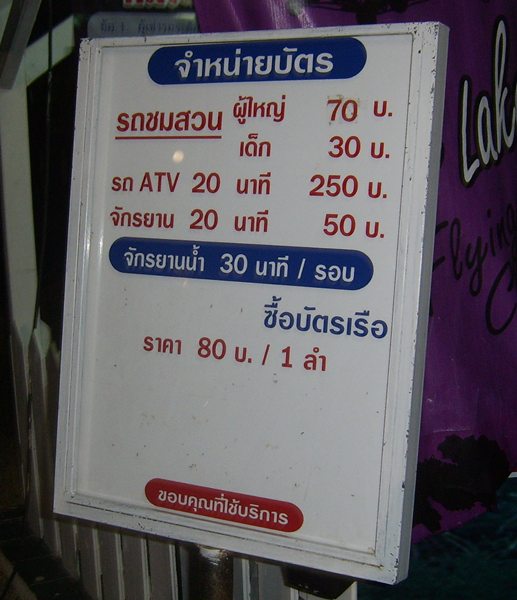 จำหน่ายบัตร
รถชมสวน ผู้ใหญ่ 70 บ.
เด็ก 30 บ.
รถ ATV 20 นาที 250 บ.
จักรยาน 20 นาที 50 บ.
จักรยานน้ำ 30 นาที / รอบ
ซื้อบัตรเรือ
ราคา 80 บ. / 1 ลำ
ขอบคุณที่ใช้บริการ
Flying